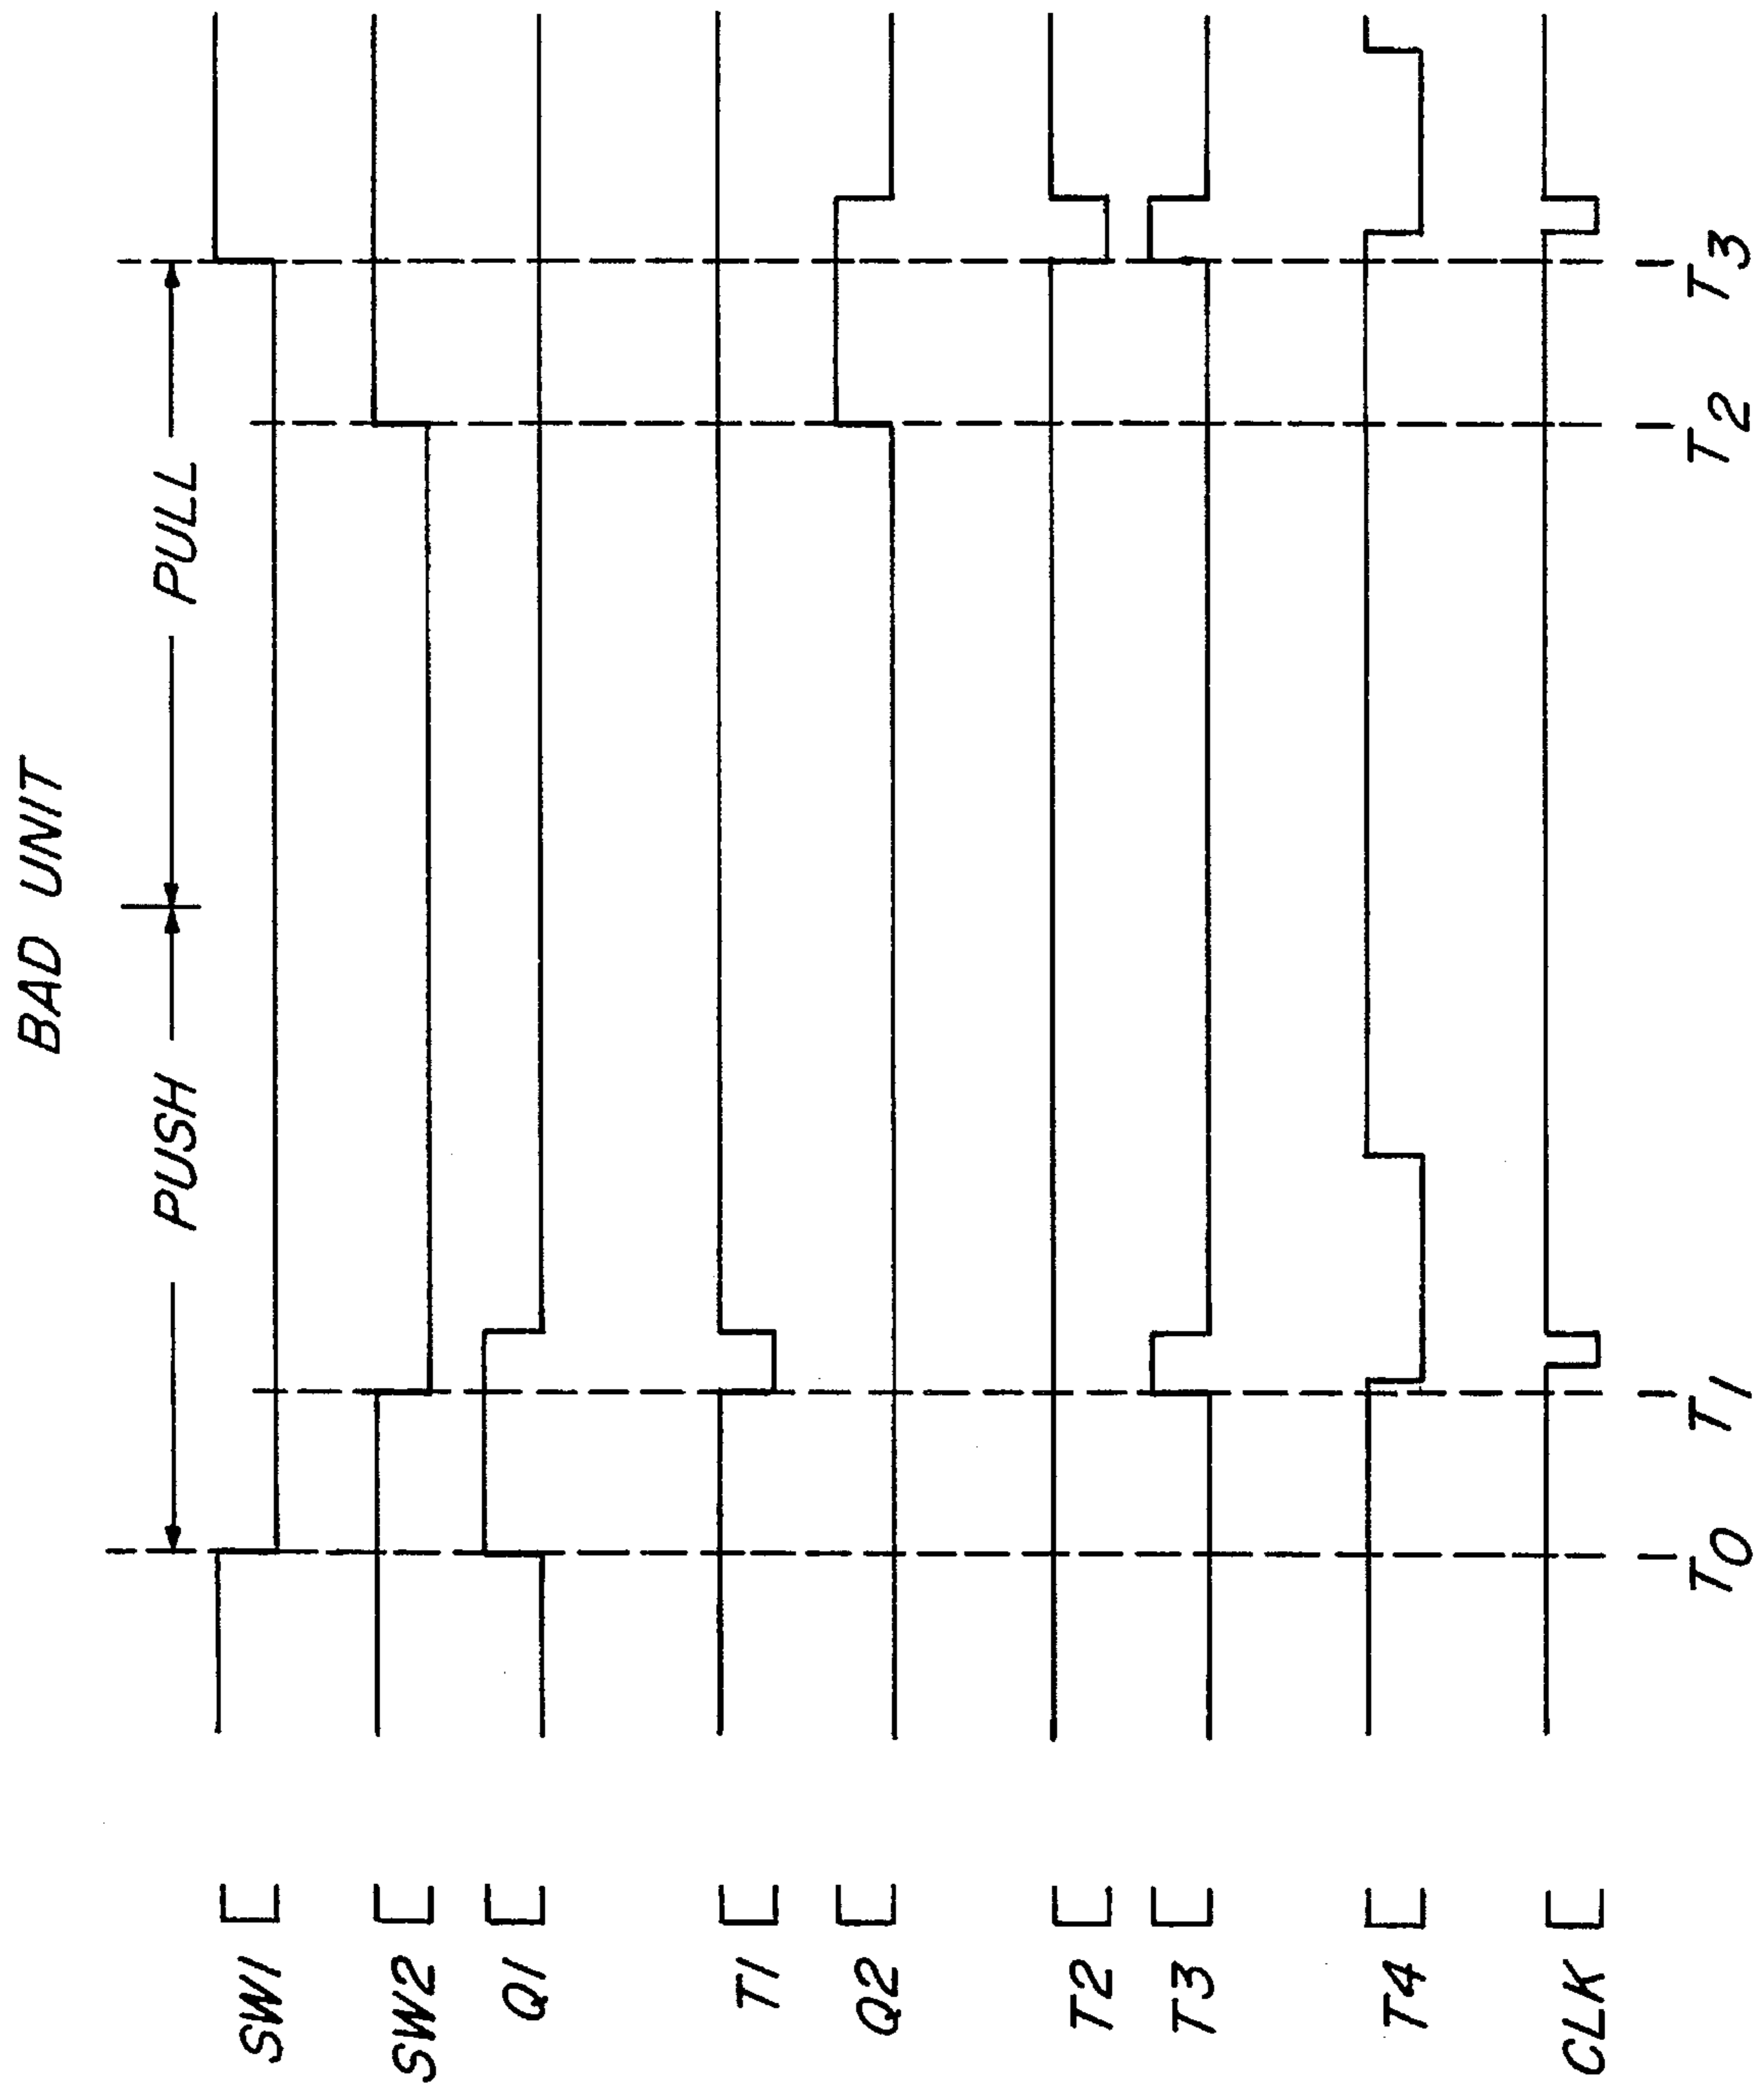 BAD UNIT
PUSH PULL
SW1
SW2
Q1
T1
Q2
T2
T3
T4
CLK
T0 T1 T2 T3